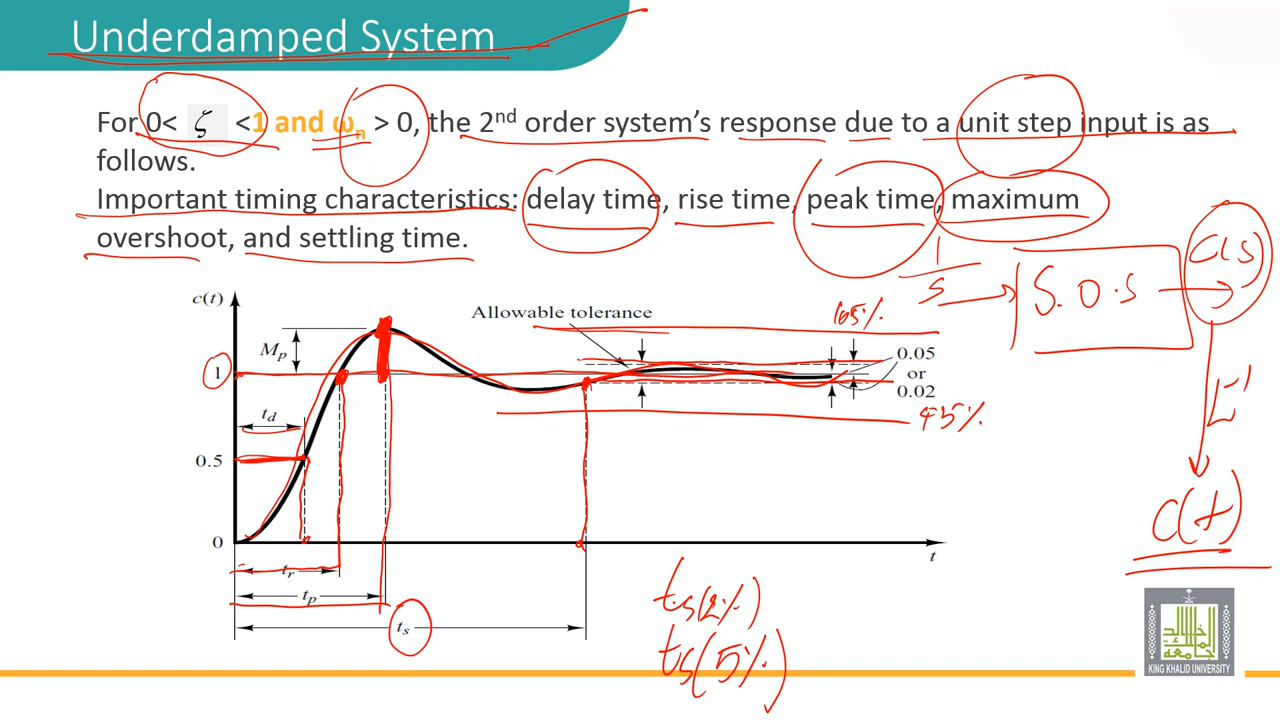 Underdamped System
For 0< ζ <1 and ωn > 0, the 2nd order system's response due to a unit step input is as
follows.
Important timing characteristics: delay time, rise time, peak time, maximum
overshoot, and settling time.
1/s → S.O.S → C(s)
L⁻¹
c(t)
c(t)
Allowable tolerance
105%
Mp
0.05
or
0.02
1
td
95%
0.5
0
t
tr
tp
ts
ts(2%)
ts(5%)
جامعة الملك خالد
KING KHALID UNIVERSITY